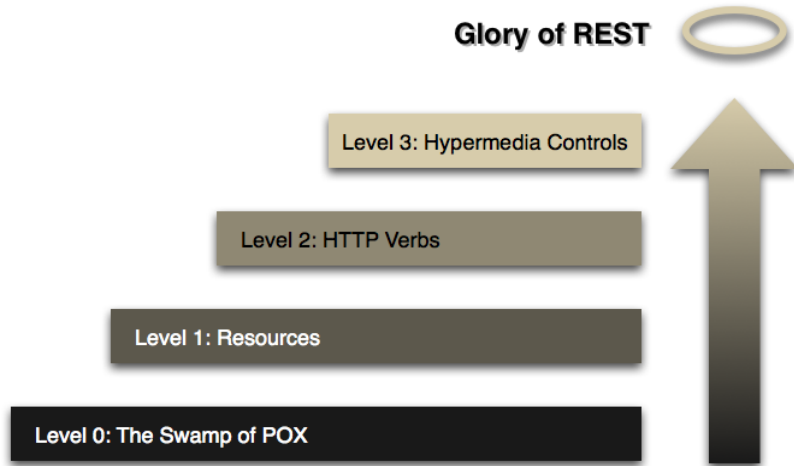 Glory of REST
Level 3: Hypermedia Controls
Level 2: HTTP Verbs
Level 1: Resources
Level 0: The Swamp of POX